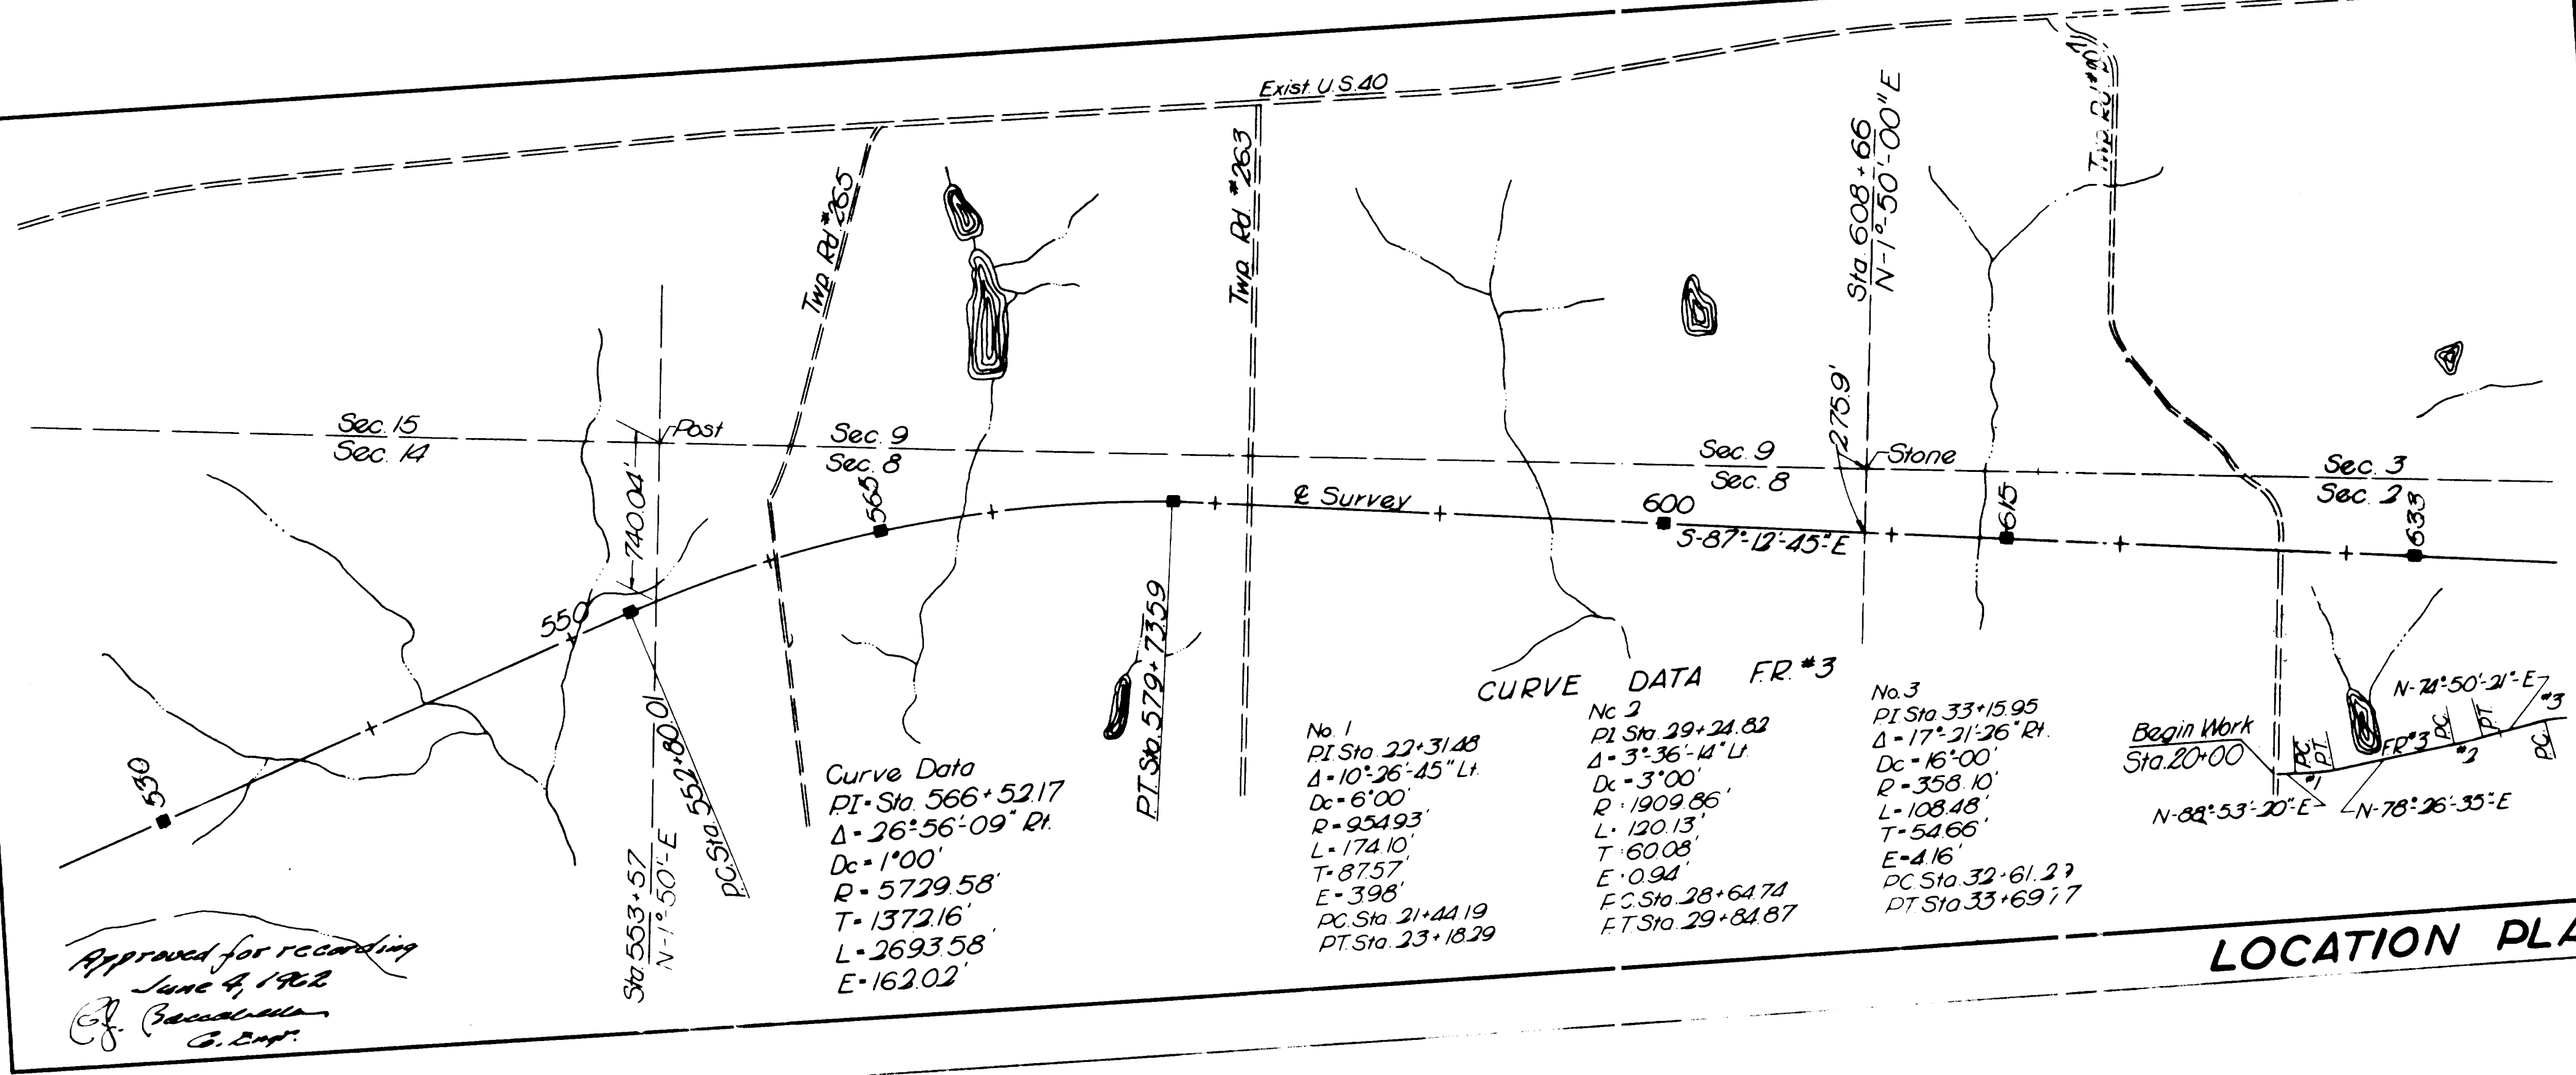 Exist. U.S. 40
Twp. Rd. #265
Twp. Rd. #263
Sta. 608+66
N-1°-50'-00"E
Twp. Rd.
Sec. 15
Sec. 14
740.04'
Post
Sec. 9
Sec. 8
565
℄ Survey
Sec. 9
Sec. 8
275.9'
Stone
600
S-87°-12'-45"E
615
Sec. 3
Sec. 2
633
550
530
P.C. Sta. 552+80.01
Sta. 553+57
N-1°-50'-E
P.T. Sta. 579+73.59
Curve Data
P.I.= Sta. 566+52.17
Δ=26°-56'-09" Rt.
Dc=1°00'
R=5729.58'
T=1372.16'
L=2693.58'
E=162.02'
CURVE DATA F.R. #3
No. 1
P.I. Sta. 22+31.48
Δ=10°-26'-45" Lt.
Dc=6°00'
R=954.93'
L=174.10'
T=87.57'
E=3.98'
P.C. Sta. 21+44.19
P.T. Sta. 23+18.29
No 2
P.I. Sta. 29+24.82
Δ=3°-36'-14" Lt.
Dc=3°00'
R=1909.86'
L=120.13'
T=60.08'
E=0.94'
P.C. Sta. 28+64.74
P.T. Sta. 29+84.87
No. 3
P.I. Sta. 33+15.95
Δ=17°-21'-26" Rt.
Dc=16°-00'
R=358.10'
L=108.48'
T=54.66'
E=4.16'
P.C. Sta. 32+61.29
P.T. Sta. 33+69.77
Begin Work
Sta. 20+00
P.C.
P.T.
#1
F.R. #3
P.C.
#2
P.T.
N-74°-50'-21"-E
#3
P.C.
N-88°-53'-20"-E
N-78°-26'-35"-E
Approved for recording
June 4, 1962
Co. Engr.
LOCATION PLA